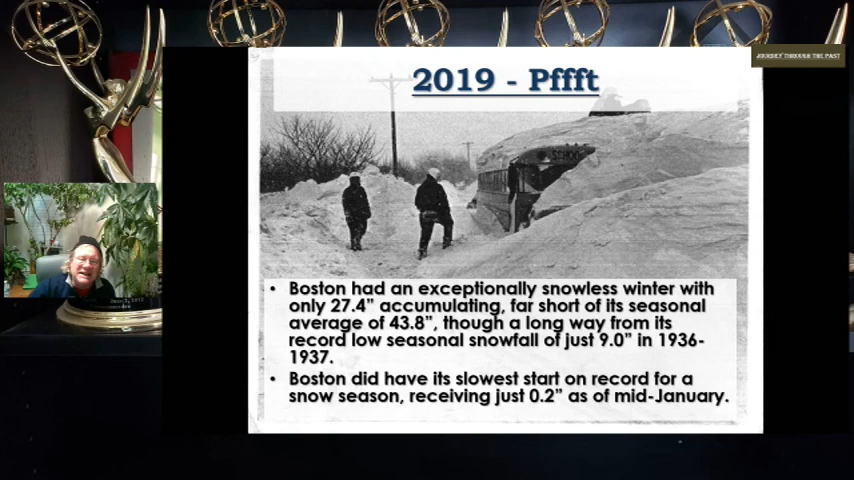 JOURNEY THROUGH THE PAST
2019 - Pffft
SCHOO
• Boston had an exceptionally snowless winter with
only 27.4” accumulating, far short of its seasonal
average of 43.8”, though a long way from its
record low seasonal snowfall of just 9.0” in 1936-
1937.
• Boston did have its slowest start on record for a
snow season, receiving just 0.2” as of mid-January.